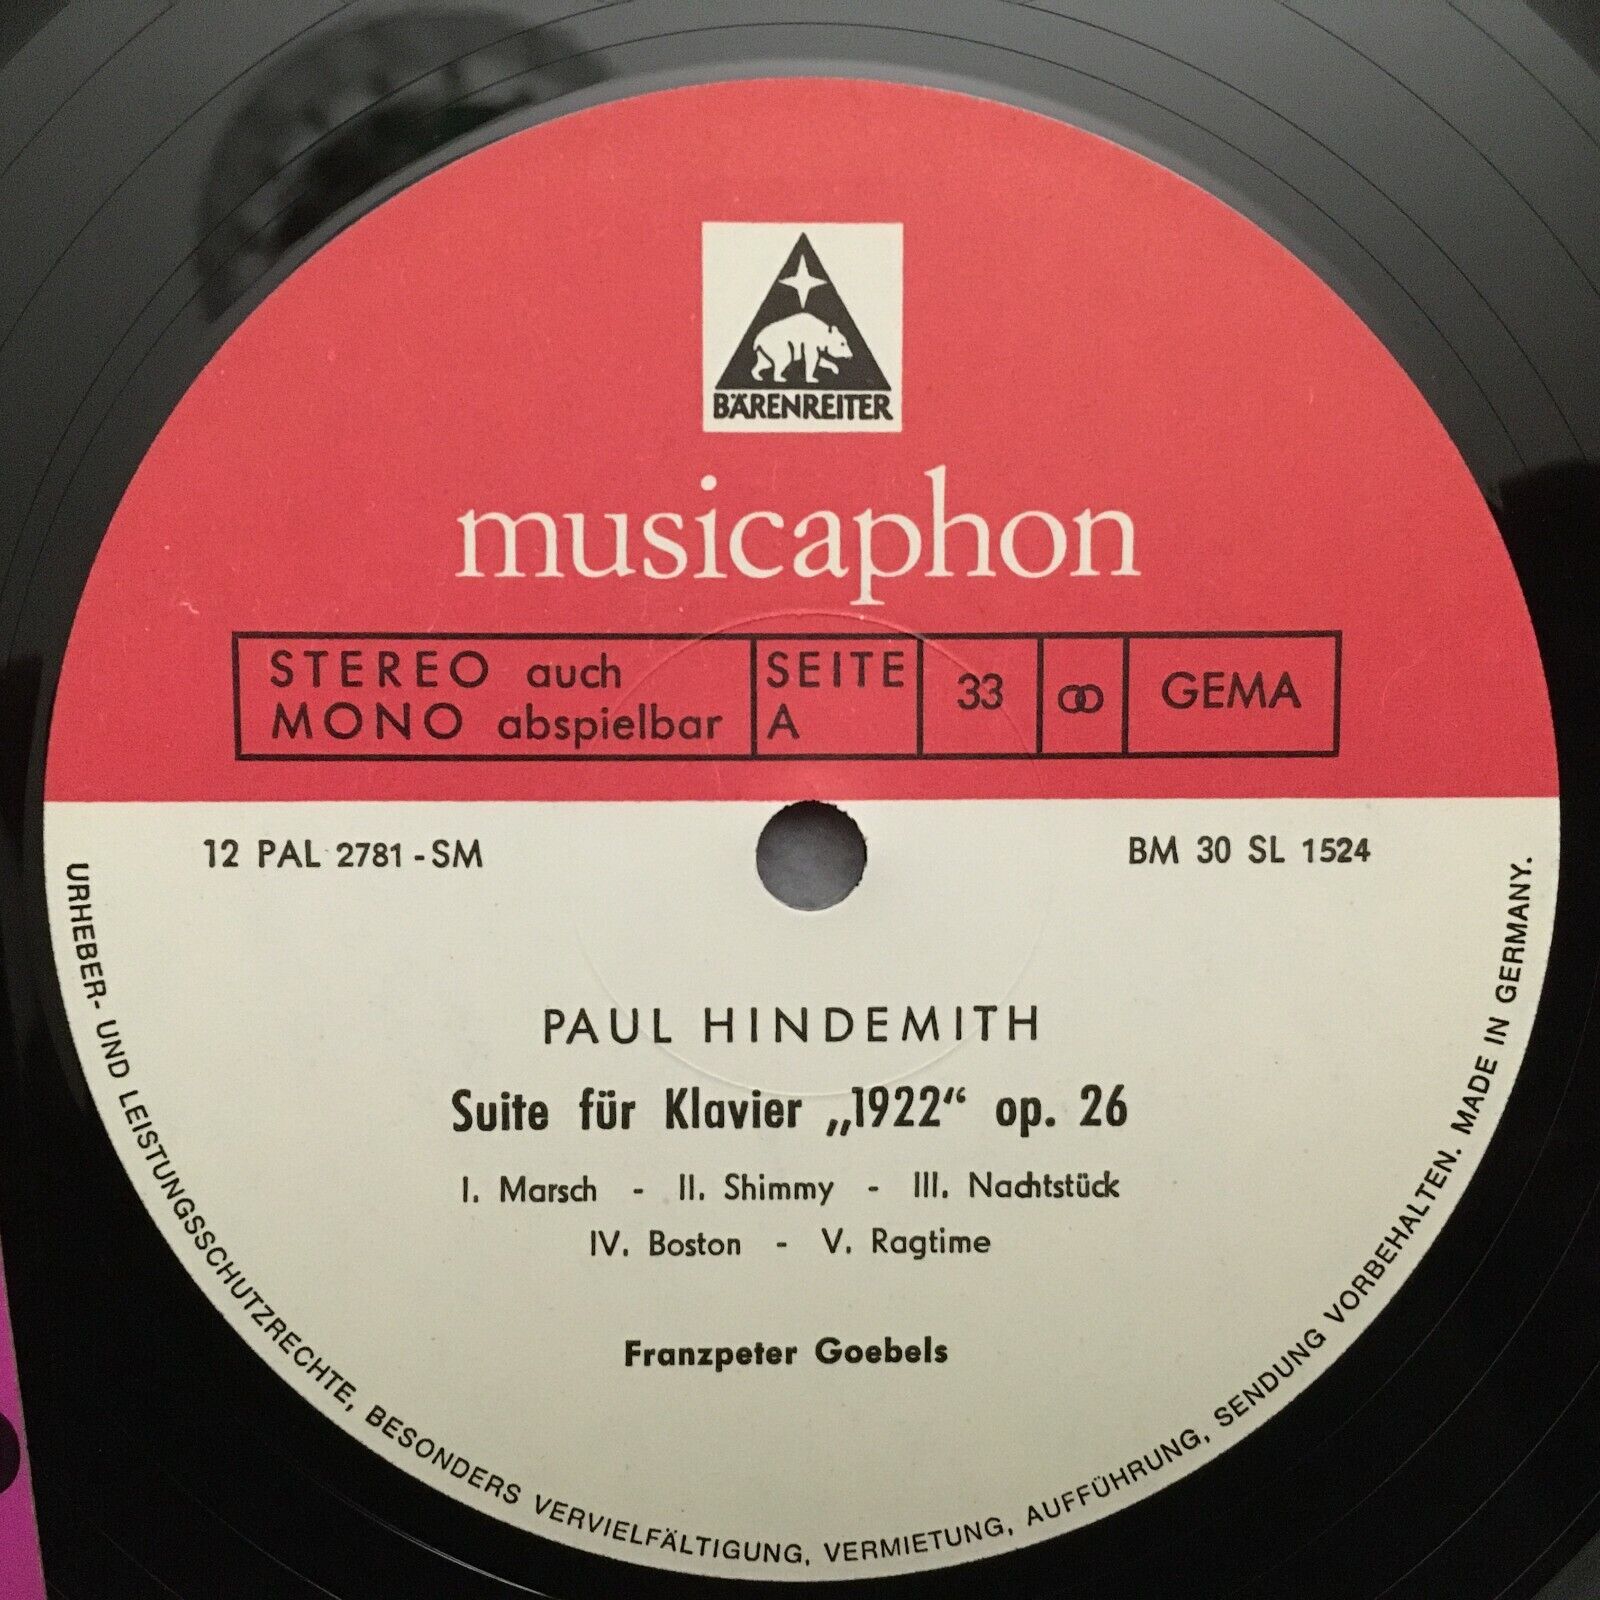 BÄRENREITER
musicaphon
STEREO auch
MONO abspielbar
SEITE
A
33
GEMA
12 PAL 2781 - SM
BM 30 SL 1524
PAUL HINDEMITH
Suite für Klavier „1922“ op. 26
I. Marsch - II. Shimmy - III. Nachtstück
IV. Boston - V. Ragtime
Franzpeter Goebels
URHEBER- UND LEISTUNGSSCHUTZRECHTE, BESONDERS VERVIELFÄLTIGUNG, VERMIETUNG, AUFFÜHRUNG, SENDUNG VORBEHALTEN. MADE IN GERMANY.